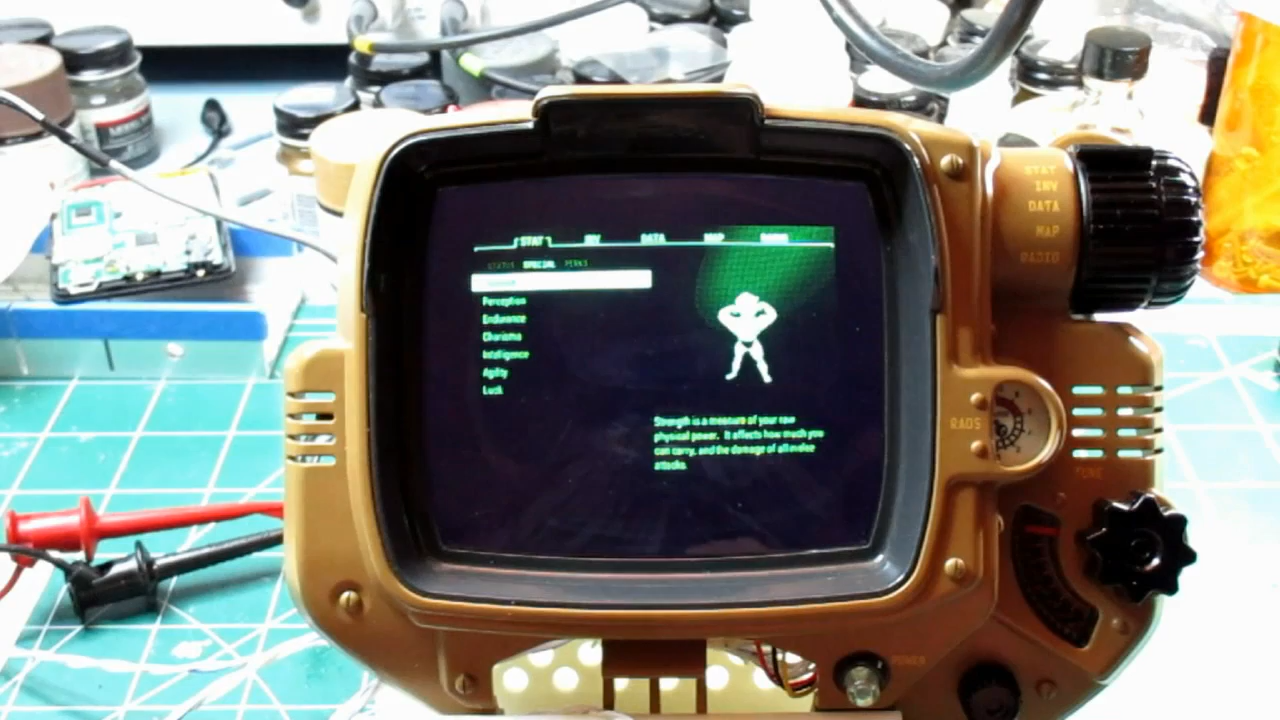 STAT INV DATA MAP RADIO
STATUS SPECIAL PERKS
Perception
Endurance
Charisma
Intelligence
Agility
Luck
Strength is a measure of your raw
physical power. It affects how much you
can carry, and the damage of all melee
attacks.
STAT
INV
DATA
MAP
RADIO
RADS
TUNE
POWER